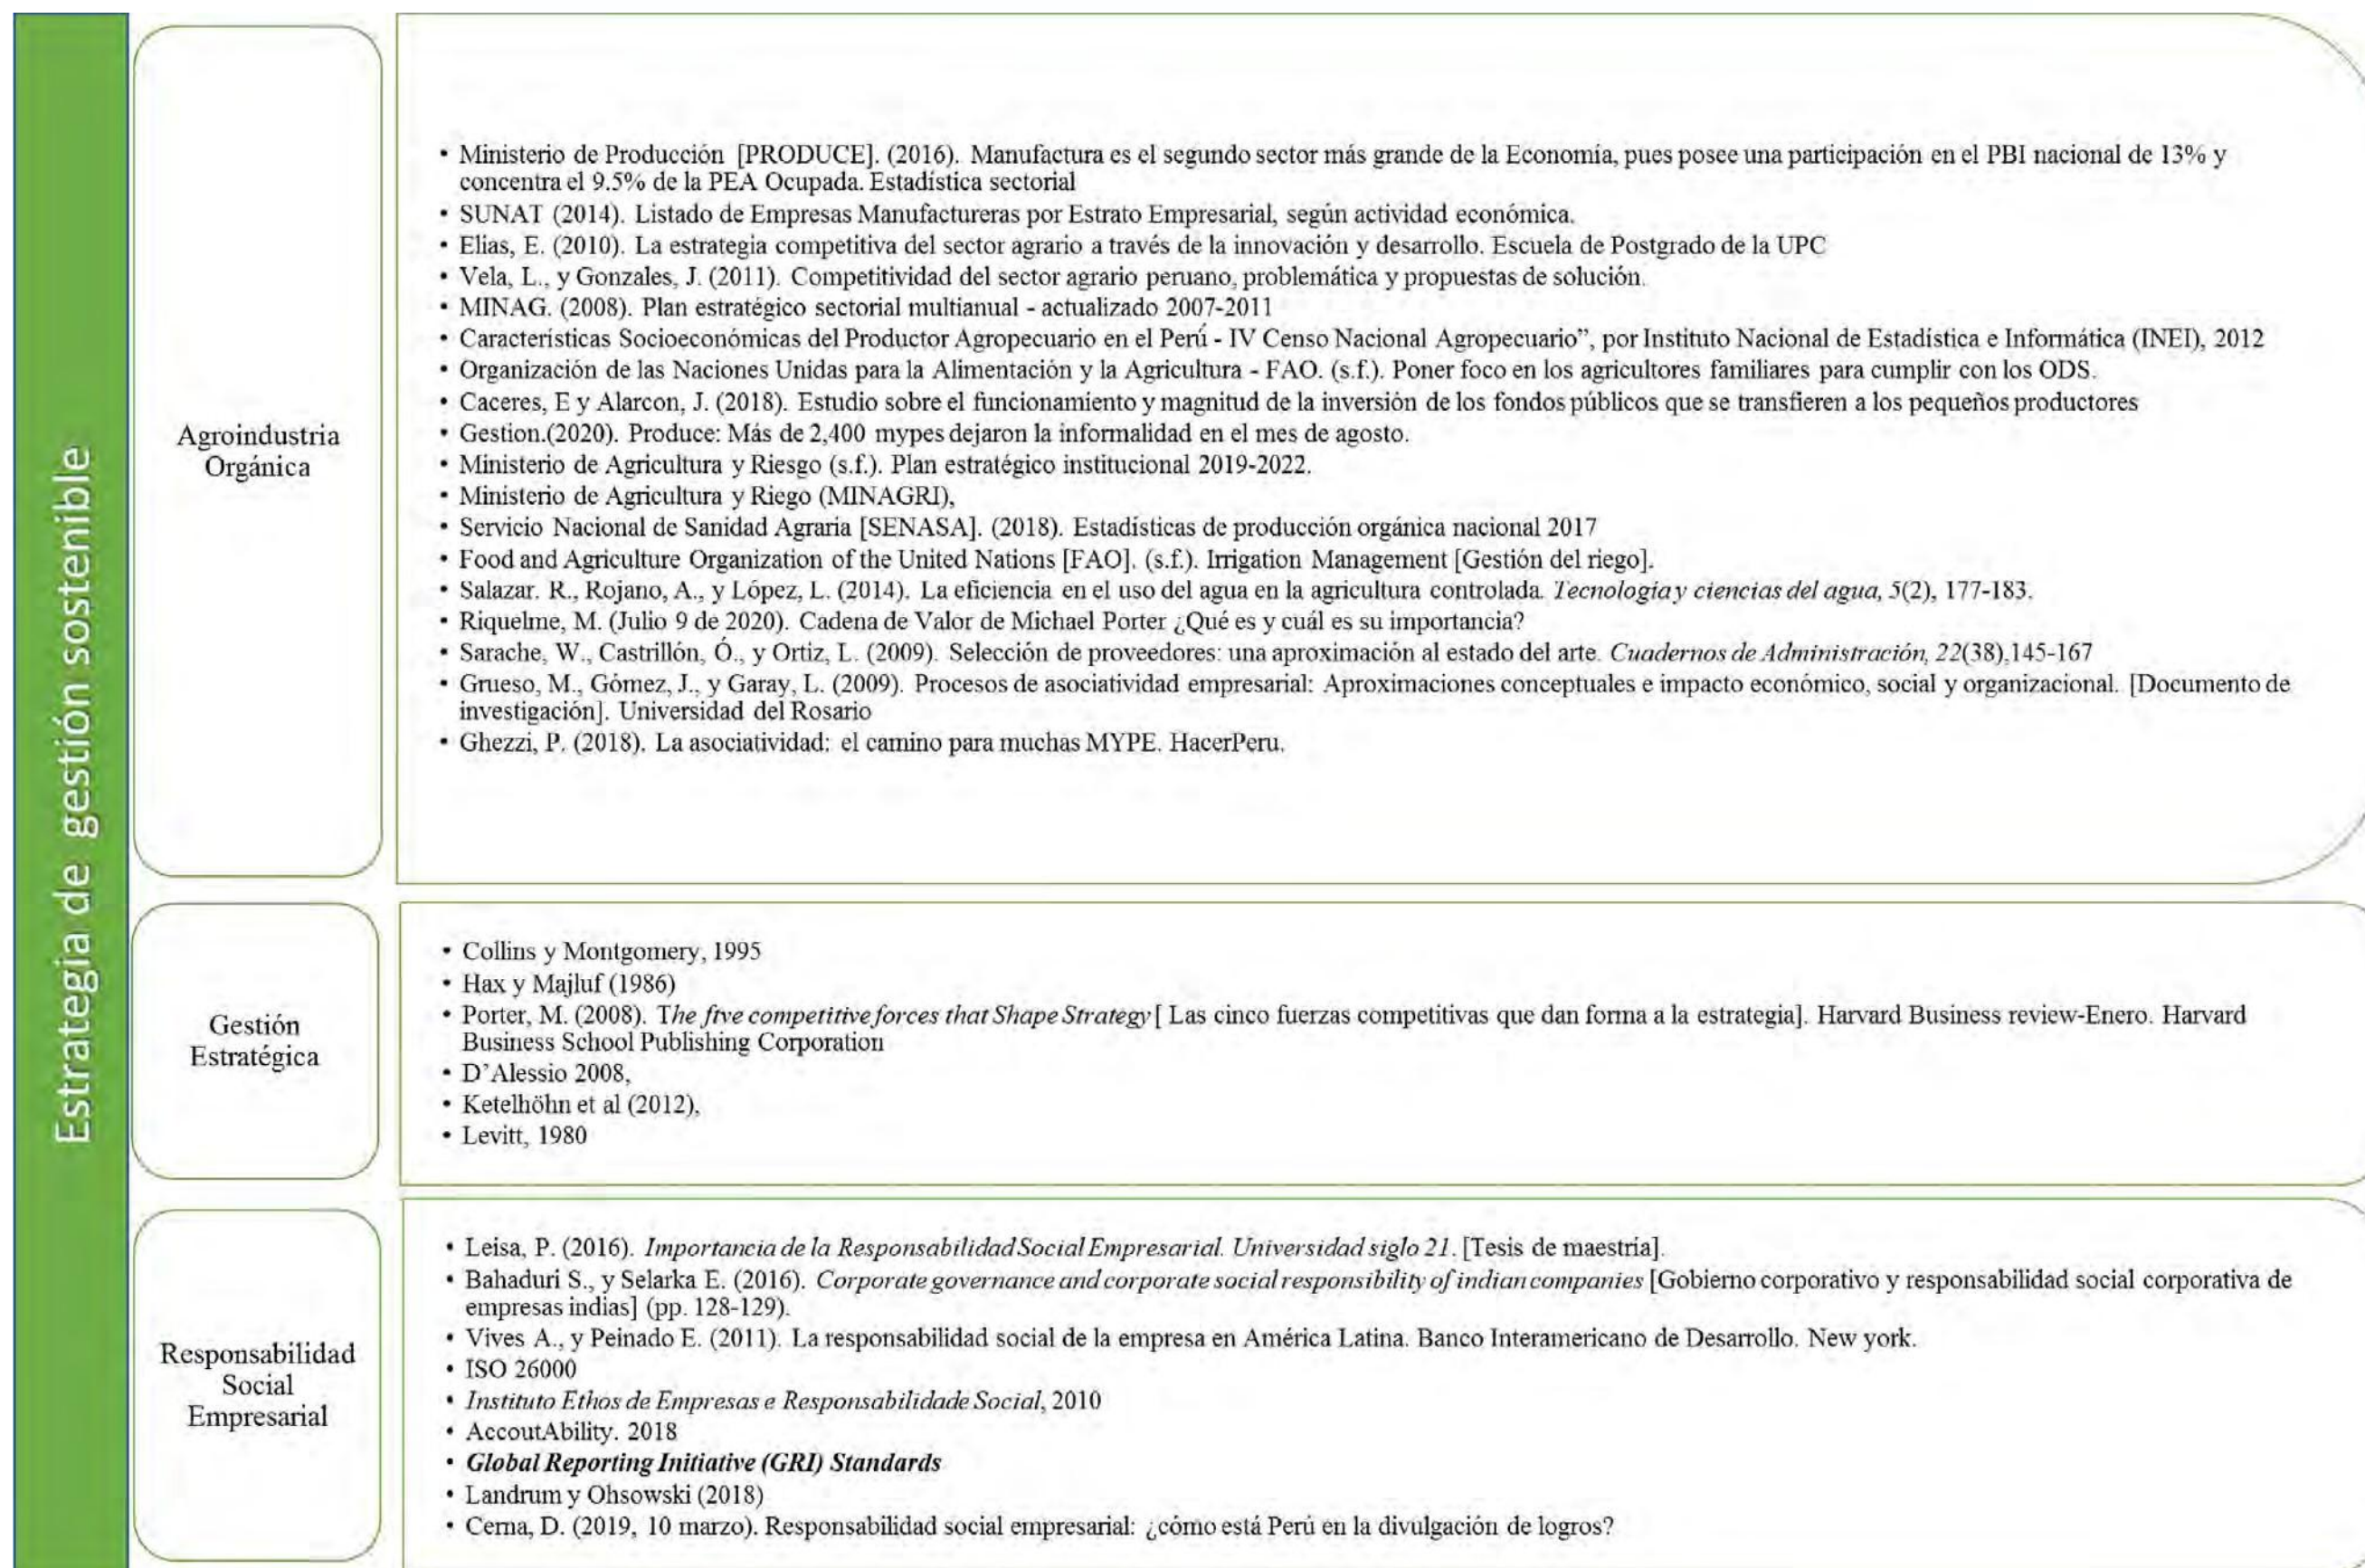 Estrategia de gestión sostenible
Agroindustria
Orgánica
• Ministerio de Producción [PRODUCE]. (2016). Manufactura es el segundo sector más grande de la Economía, pues posee una participación en el PBI nacional de 13% y
concentra el 9.5% de la PEA Ocupada. Estadística sectorial
• SUNAT (2014). Listado de Empresas Manufactureras por Estrato Empresarial, según actividad económica.
• Elias, E. (2010). La estrategia competitiva del sector agrario a través de la innovación y desarrollo. Escuela de Postgrado de la UPC
• Vela, L., y Gonzales, J. (2011). Competitividad del sector agrario peruano, problemática y propuestas de solución.
• MINAG. (2008). Plan estratégico sectorial multianual - actualizado 2007-2011
• Características Socioeconómicas del Productor Agropecuario en el Perú - IV Censo Nacional Agropecuario”, por Instituto Nacional de Estadística e Informática (INEI), 2012
• Organización de las Naciones Unidas para la Alimentación y la Agricultura - FAO. (s.f.). Poner foco en los agricultores familiares para cumplir con los ODS.
• Caceres, E y Alarcon, J. (2018). Estudio sobre el funcionamiento y magnitud de la inversión de los fondos públicos que se transfieren a los pequeños productores
• Gestion.(2020). Produce: Más de 2,400 mypes dejaron la informalidad en el mes de agosto.
• Ministerio de Agricultura y Riesgo (s.f.). Plan estratégico institucional 2019-2022.
• Ministerio de Agricultura y Riego (MINAGRI),
• Servicio Nacional de Sanidad Agraria [SENASA]. (2018). Estadísticas de producción orgánica nacional 2017
• Food and Agriculture Organization of the United Nations [FAO]. (s.f.). Irrigation Management [Gestión del riego].
• Salazar. R., Rojano, A., y López, L. (2014). La eficiencia en el uso del agua en la agricultura controlada. Tecnología y ciencias del agua, 5(2), 177-183.
• Riquelme, M. (Julio 9 de 2020). Cadena de Valor de Michael Porter ¿Qué es y cuál es su importancia?
• Sarache, W., Castrillón, Ó., y Ortiz, L. (2009). Selección de proveedores: una aproximación al estado del arte. Cuadernos de Administración, 22(38),145-167
• Grueso, M., Gómez, J., y Garay, L. (2009). Procesos de asociatividad empresarial: Aproximaciones conceptuales e impacto económico, social y organizacional. [Documento de
investigación]. Universidad del Rosario
• Ghezzi, P. (2018). La asociatividad: el camino para muchas MYPE. HacerPeru.
Gestión
Estratégica
• Collins y Montgomery, 1995
• Hax y Majluf (1986)
• Porter, M. (2008). The five competitive forces that Shape Strategy [ Las cinco fuerzas competitivas que dan forma a la estrategia]. Harvard Business review-Enero. Harvard
Business School Publishing Corporation
• D’Alessio 2008,
• Ketelhöhn et al (2012),
• Levitt, 1980
Responsabilidad
Social
Empresarial
• Leisa, P. (2016). Importancia de la Responsabilidad Social Empresarial. Universidad siglo 21. [Tesis de maestría].
• Bahaduri S., y Selarka E. (2016). Corporate governance and corporate social responsibility of indian companies [Gobierno corporativo y responsabilidad social corporativa de
empresas indias] (pp. 128-129).
• Vives A., y Peinado E. (2011). La responsabilidad social de la empresa en América Latina. Banco Interamericano de Desarrollo. New york.
• ISO 26000
• Instituto Ethos de Empresas e Responsabilidade Social, 2010
• AccoutAbility. 2018
• Global Reporting Initiative (GRI) Standards
• Landrum y Ohsowski (2018)
• Cerna, D. (2019, 10 marzo). Responsabilidad social empresarial: ¿cómo está Perú en la divulgación de logros?